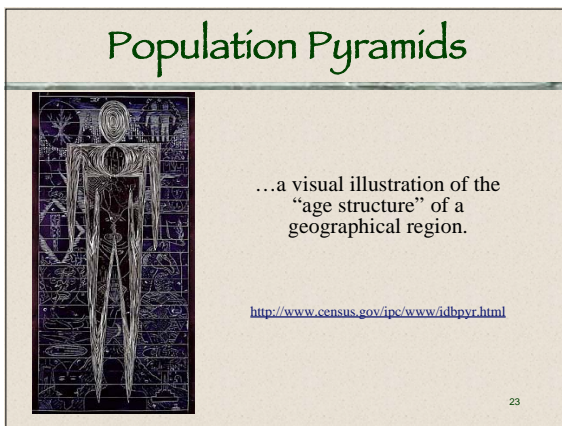 Population Pyramids
…a visual illustration of the
“age structure” of a
geographical region.
http://www.census.gov/ipc/www/idbpyr.html
23